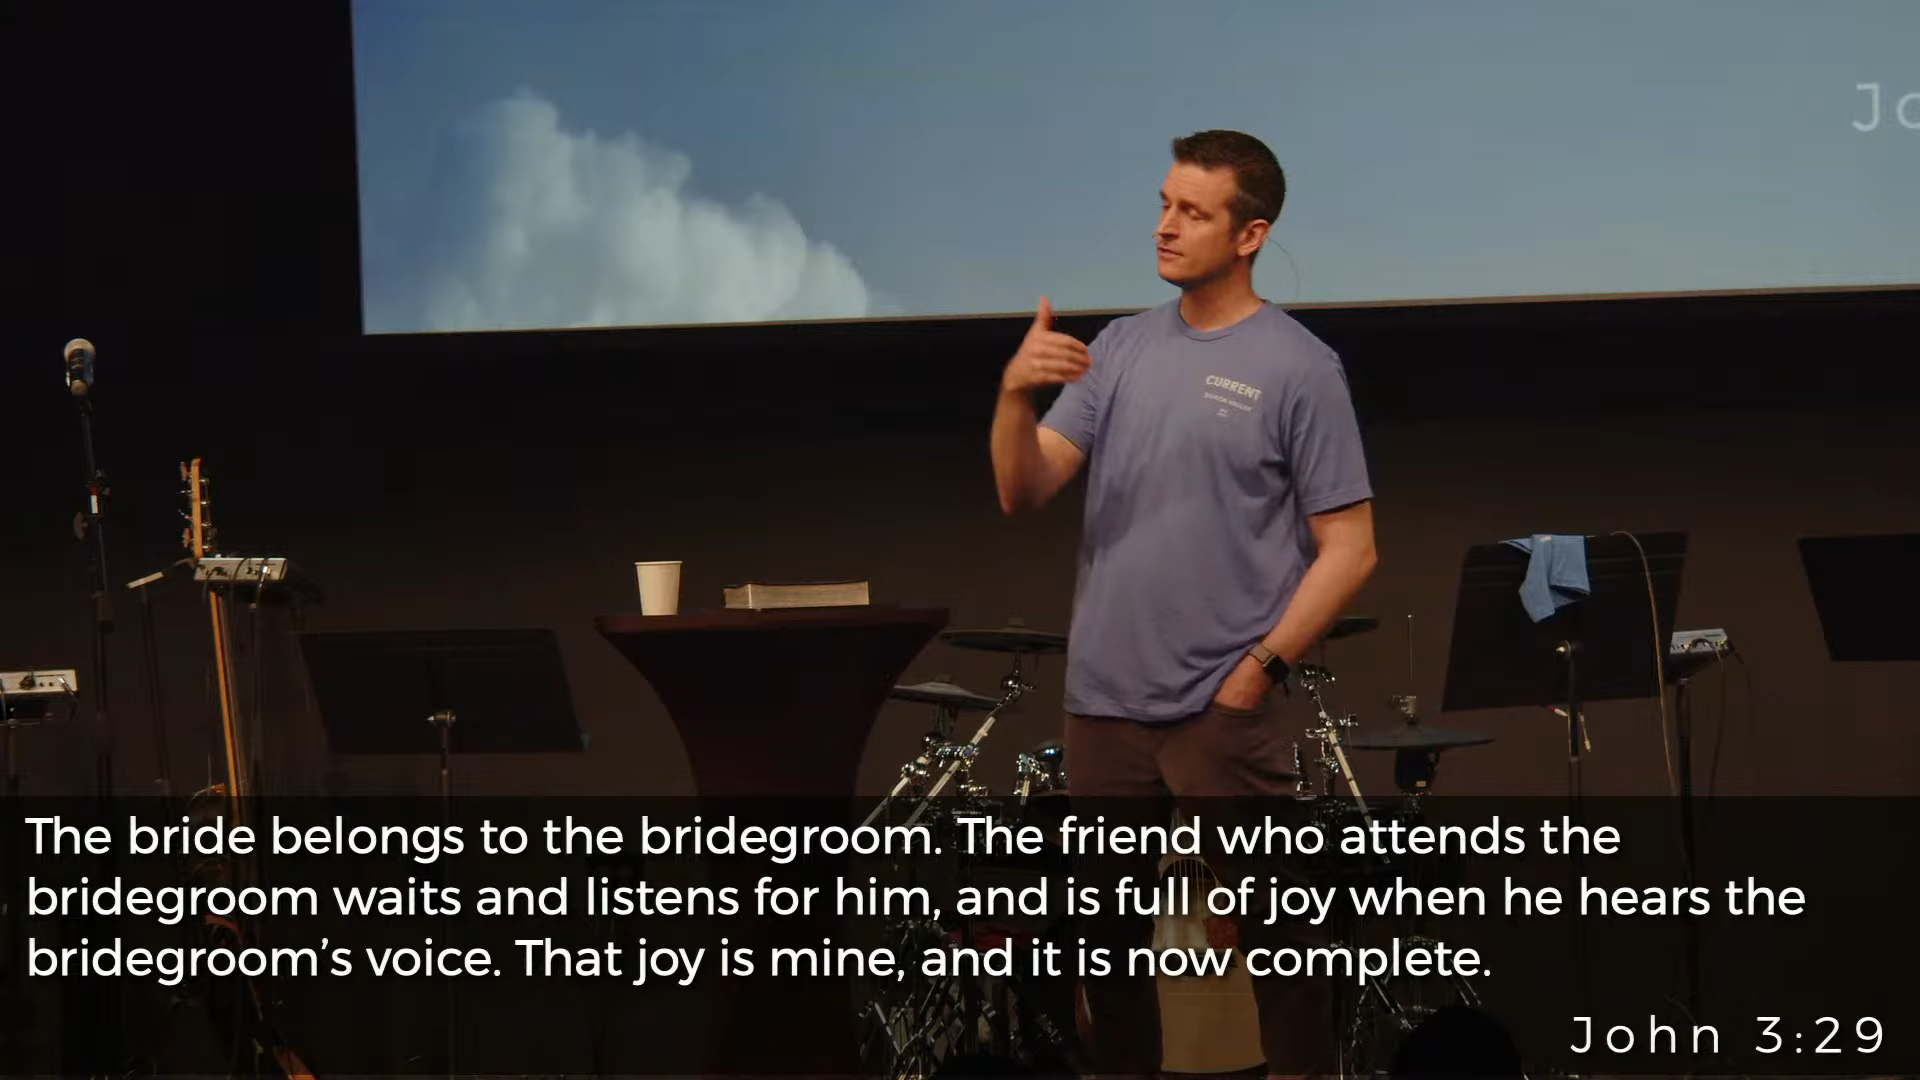 Jo
CURRENT
The bride belongs to the bridegroom. The friend who attends the
bridegroom waits and listens for him, and is full of joy when he hears the
bridegroom’s voice. That joy is mine, and it is now complete.
John 3:29